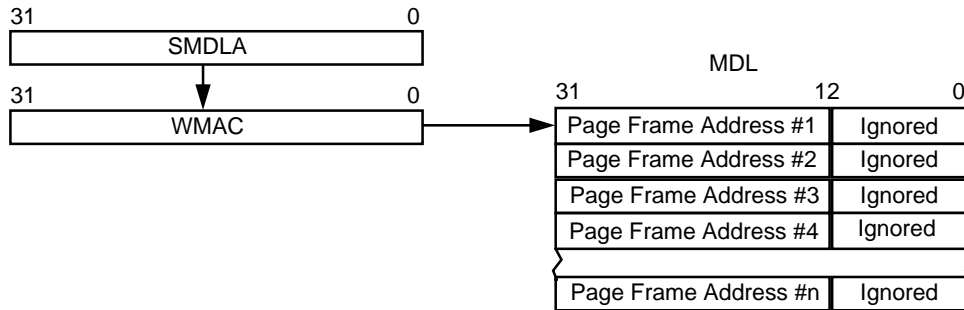 31 0
SMDLA
31 0
WMAC
MDL
31 12 0
Page Frame Address #1 Ignored
Page Frame Address #2 Ignored
Page Frame Address #3 Ignored
Page Frame Address #4 Ignored
Page Frame Address #n Ignored